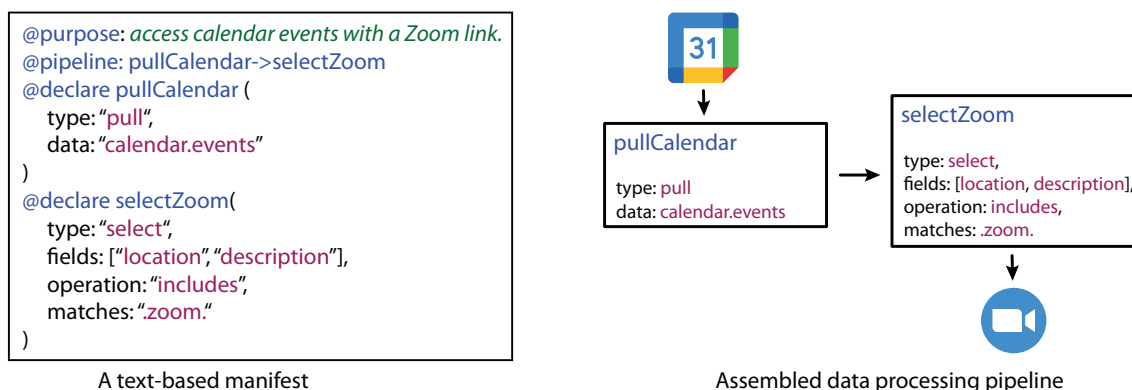 @purpose: access calendar events with a Zoom link.
@pipeline: pullCalendar->selectZoom
@declare pullCalendar (
type: “pull“,
data: “calendar.events”
)
@declare selectZoom(
type: “select“,
fields: [“location”, “description”],
operation: “includes”,
matches: “.zoom.“
)
A text-based manifest
31
pullCalendar
type: pull
data: calendar.events
selectZoom
type: select,
fields: [location, description],
operation: includes,
matches: .zoom.
Assembled data processing pipeline